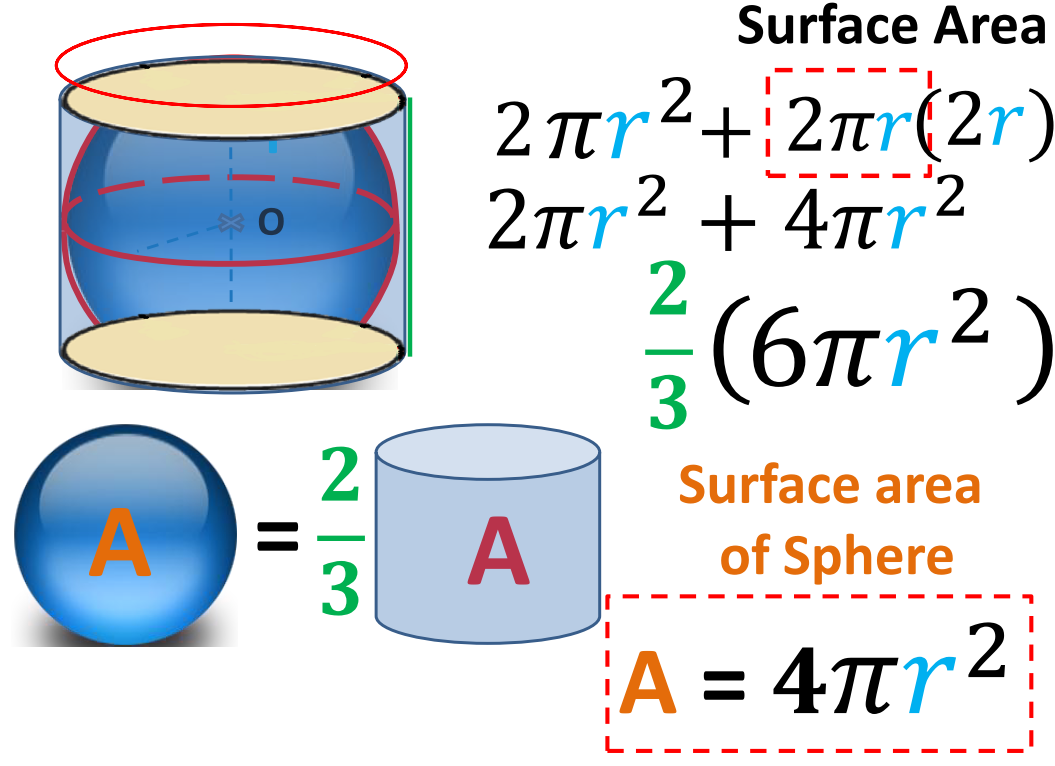 Surface Area
2πr² + 2πr(2r)
2πr² + 4πr²
2/3 (6πr²)
O
A = 2/3 A
Surface area
of Sphere
A = 4πr²